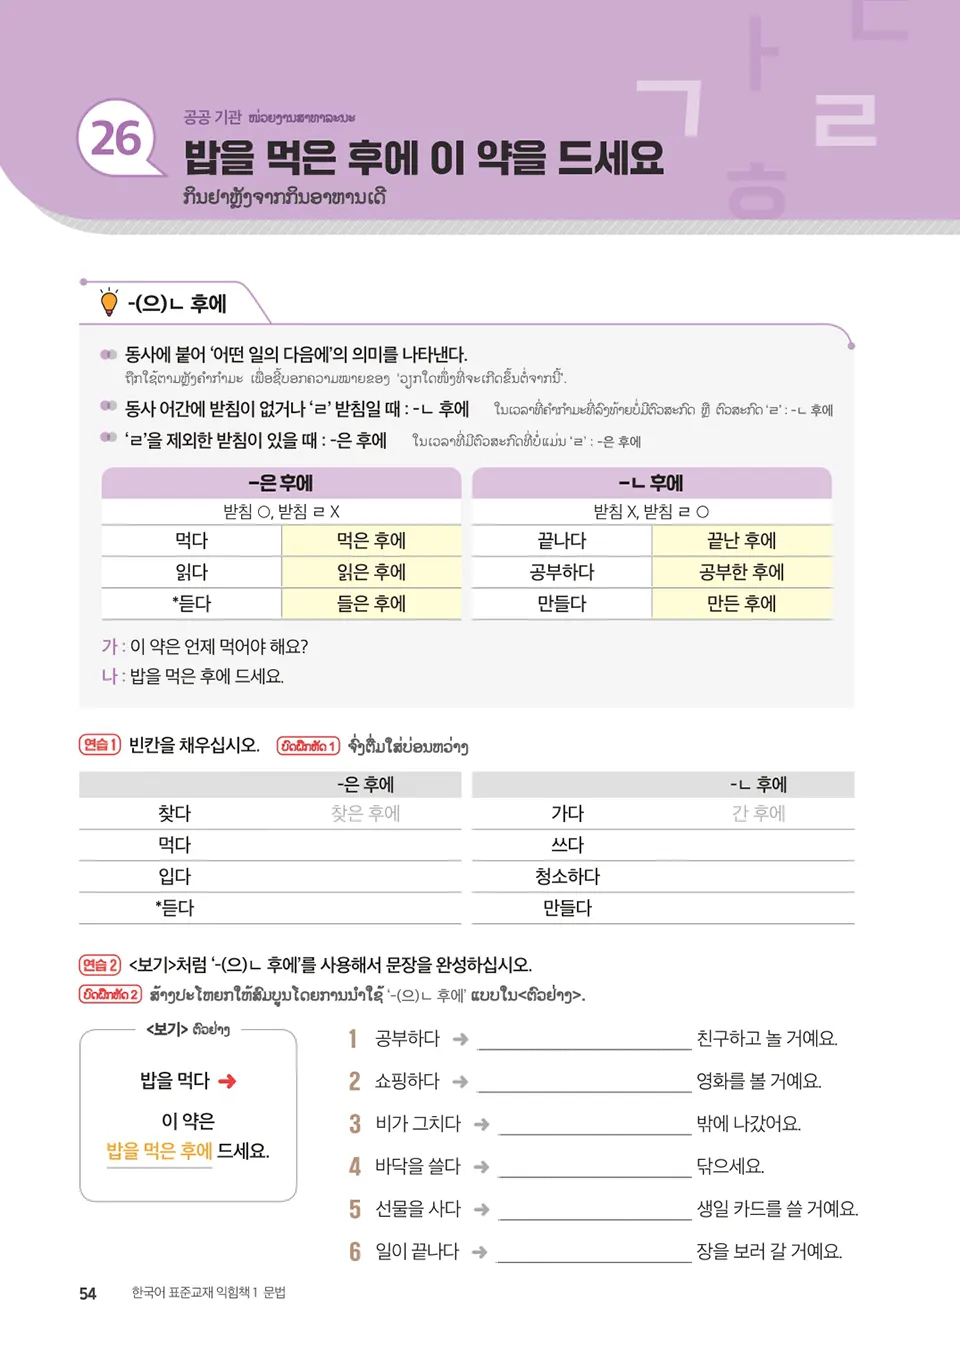 26
공공 기관 ໜ່ວຍງານສາທາລະນະ
밥을 먹은 후에 이 약을 드세요
ກິນຢາຫຼັງຈາກກິນອາຫານເດີ
ㄱ ㅏ ㄹ ㄷ ㅎ
-(으)ㄴ 후에
동사에 붙어 '어떤 일의 다음에'의 의미를 나타낸다.
ຖືກໃຊ້ຕາມຫຼັງຄຳກຳມະ ເພື່ອຊີ້ບອກຄວາມໝາຍຂອງ 'ວຽກໃດໜຶ່ງທີ່ຈະເກີດຂຶ້ນຕໍ່ຈາກນີ້'.
동사 어간에 받침이 없거나 'ㄹ' 받침일 때 : -ㄴ 후에 ໃນເວລາທີ່ຄຳກຳມະທີ່ລົງທ້າຍບໍ່ມີຕົວສະກົດ ຫຼື ຕົວສະກົດ 'ㄹ' : -ㄴ 후에
'ㄹ'을 제외한 받침이 있을 때 : -은 후에 ໃນເວລາທີ່ມີຕົວສະກົດທີ່ບໍ່ແມ່ນ 'ㄹ' : -은 후에
-은 후에 -ㄴ 후에
받침 ○, 받침 ㄹ X 받침 X, 받침 ㄹ ○
먹다 먹은 후에 끝나다 끝난 후에
읽다 읽은 후에 공부하다 공부한 후에
*듣다 들은 후에 만들다 만든 후에
가 : 이 약은 언제 먹어야 해요?
나 : 밥을 먹은 후에 드세요.
연습 1 빈칸을 채우십시오. ບົດຝຶກຫັດ 1 ຈົ່ງຕື່ມໃສ່ບ່ອນຫວ່າງ
-은 후에 -ㄴ 후에
찾다 찾은 후에 가다 간 후에
먹다 쓰다
입다 청소하다
*듣다 만들다
연습 2 <보기>처럼 '-(으)ㄴ 후에'를 사용해서 문장을 완성하십시오.
ບົດຝຶກຫັດ 2 ສ້າງປະໂຫຍກໃຫ້ສົມບູນໂດຍການນຳໃຊ້ '-(으)ㄴ 후에' ແບບໃນ<ຕົວຢ່າງ>.
<보기> ຕົວຢ່າງ
밥을 먹다 ➔
이 약은
밥을 먹은 후에 드세요.
1 공부하다 ➔ ____________ 친구하고 놀 거예요.
2 쇼핑하다 ➔ ____________ 영화를 볼 거예요.
3 비가 그치다 ➔ ____________ 밖에 나갔어요.
4 바닥을 쓸다 ➔ ____________ 닦으세요.
5 선물을 사다 ➔ ____________ 생일 카드를 쓸 거예요.
6 일이 끝나다 ➔ ____________ 장을 보러 갈 거예요.
54 한국어 표준교재 익힘책 1 문법